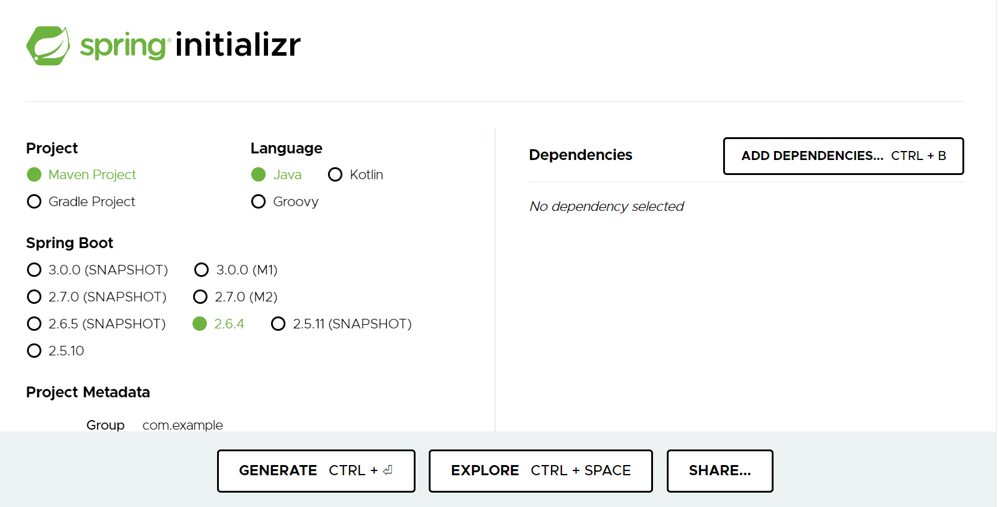 spring initializr
Project
Maven Project
Gradle Project
Language
Java Kotlin
Groovy
Spring Boot
3.0.0 (SNAPSHOT) 3.0.0 (M1)
2.7.0 (SNAPSHOT) 2.7.0 (M2)
2.6.5 (SNAPSHOT) 2.6.4 2.5.11 (SNAPSHOT)
2.5.10
Project Metadata
Group com.example
Dependencies
ADD DEPENDENCIES... CTRL + B
No dependency selected
GENERATE CTRL + ⏎
EXPLORE CTRL + SPACE
SHARE...